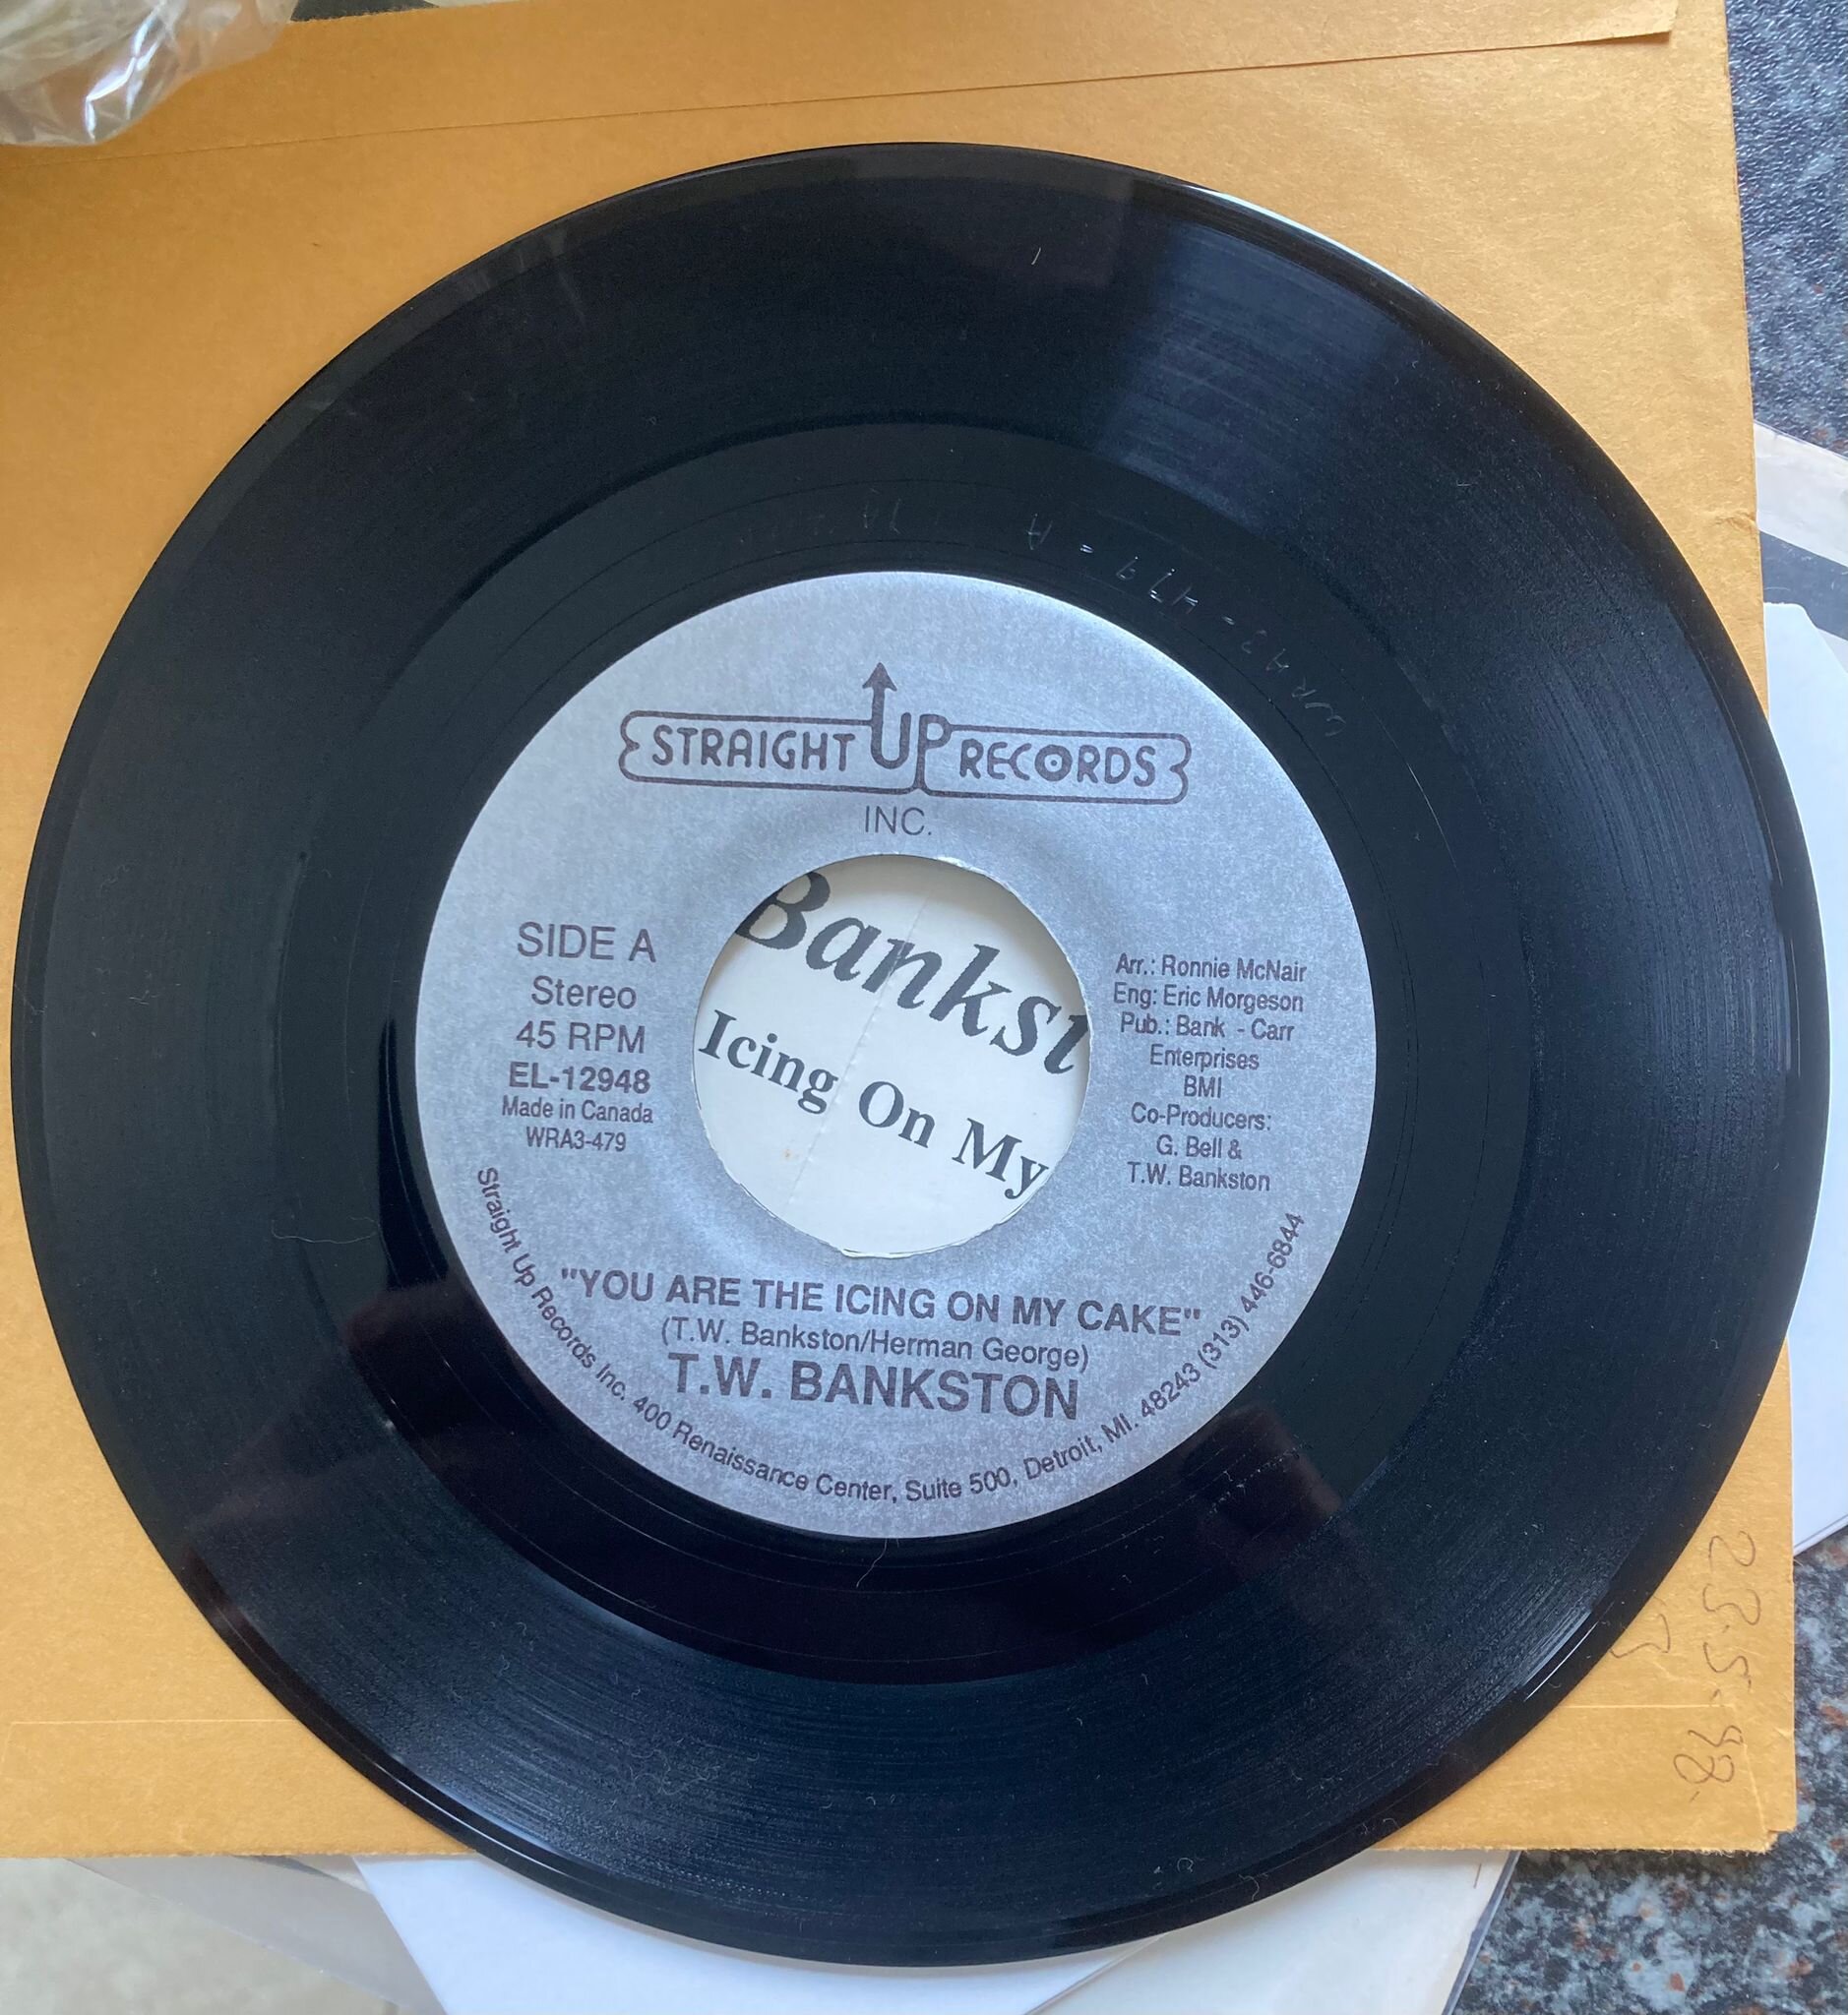 STRAIGHT UP RECORDS
INC.
SIDE A
Stereo
45 RPM
EL-12948
Made in Canada
WRA3-479
Bankst
Icing On My
Arr.: Ronnie McNair
Eng: Eric Morgeson
Pub.: Bank - Carr
Enterprises
BMI
Co-Producers:
G. Bell &
T.W. Bankston
"YOU ARE THE ICING ON MY CAKE"
(T.W. Bankston/Herman George)
T.W. BANKSTON
Straight Up Records Inc. 400 Renaissance Center, Suite 500, Detroit, MI. 48243 (313) 446-6844
WRA3-479-A